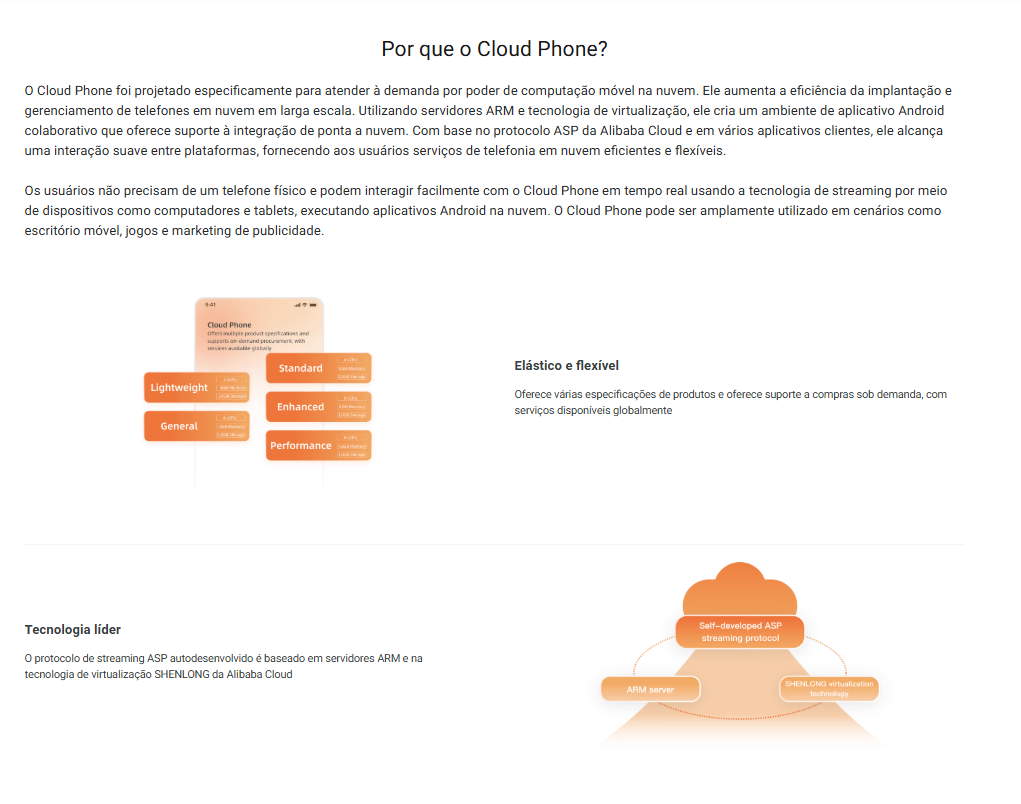 Por que o Cloud Phone?
O Cloud Phone foi projetado especificamente para atender à demanda por poder de computação móvel na nuvem. Ele aumenta a eficiência da implantação e
gerenciamento de telefones em nuvem em larga escala. Utilizando servidores ARM e tecnologia de virtualização, ele cria um ambiente de aplicativo Android
colaborativo que oferece suporte à integração de ponta a nuvem. Com base no protocolo ASP da Alibaba Cloud e em vários aplicativos clientes, ele alcança
uma interação suave entre plataformas, fornecendo aos usuários serviços de telefonia em nuvem eficientes e flexíveis.
Os usuários não precisam de um telefone físico e podem interagir facilmente com o Cloud Phone em tempo real usando a tecnologia de streaming por meio
de dispositivos como computadores e tablets, executando aplicativos Android na nuvem. O Cloud Phone pode ser amplamente utilizado em cenários como
escritório móvel, jogos e marketing de publicidade.
9:41
Cloud Phone
Offers multiple product specifications and
supports on-demand procurement, with
services available globally
Standard
Lightweight
Enhanced
General
Performance
Elástico e flexível
Oferece várias especificações de produtos e oferece suporte a compras sob demanda, com
serviços disponíveis globalmente
Tecnologia líder
O protocolo de streaming ASP autodesenvolvido é baseado em servidores ARM e na
tecnologia de virtualização SHENLONG da Alibaba Cloud
Self-developed ASP
streaming protocol
ARM server
SHENLONG virtualization
technology